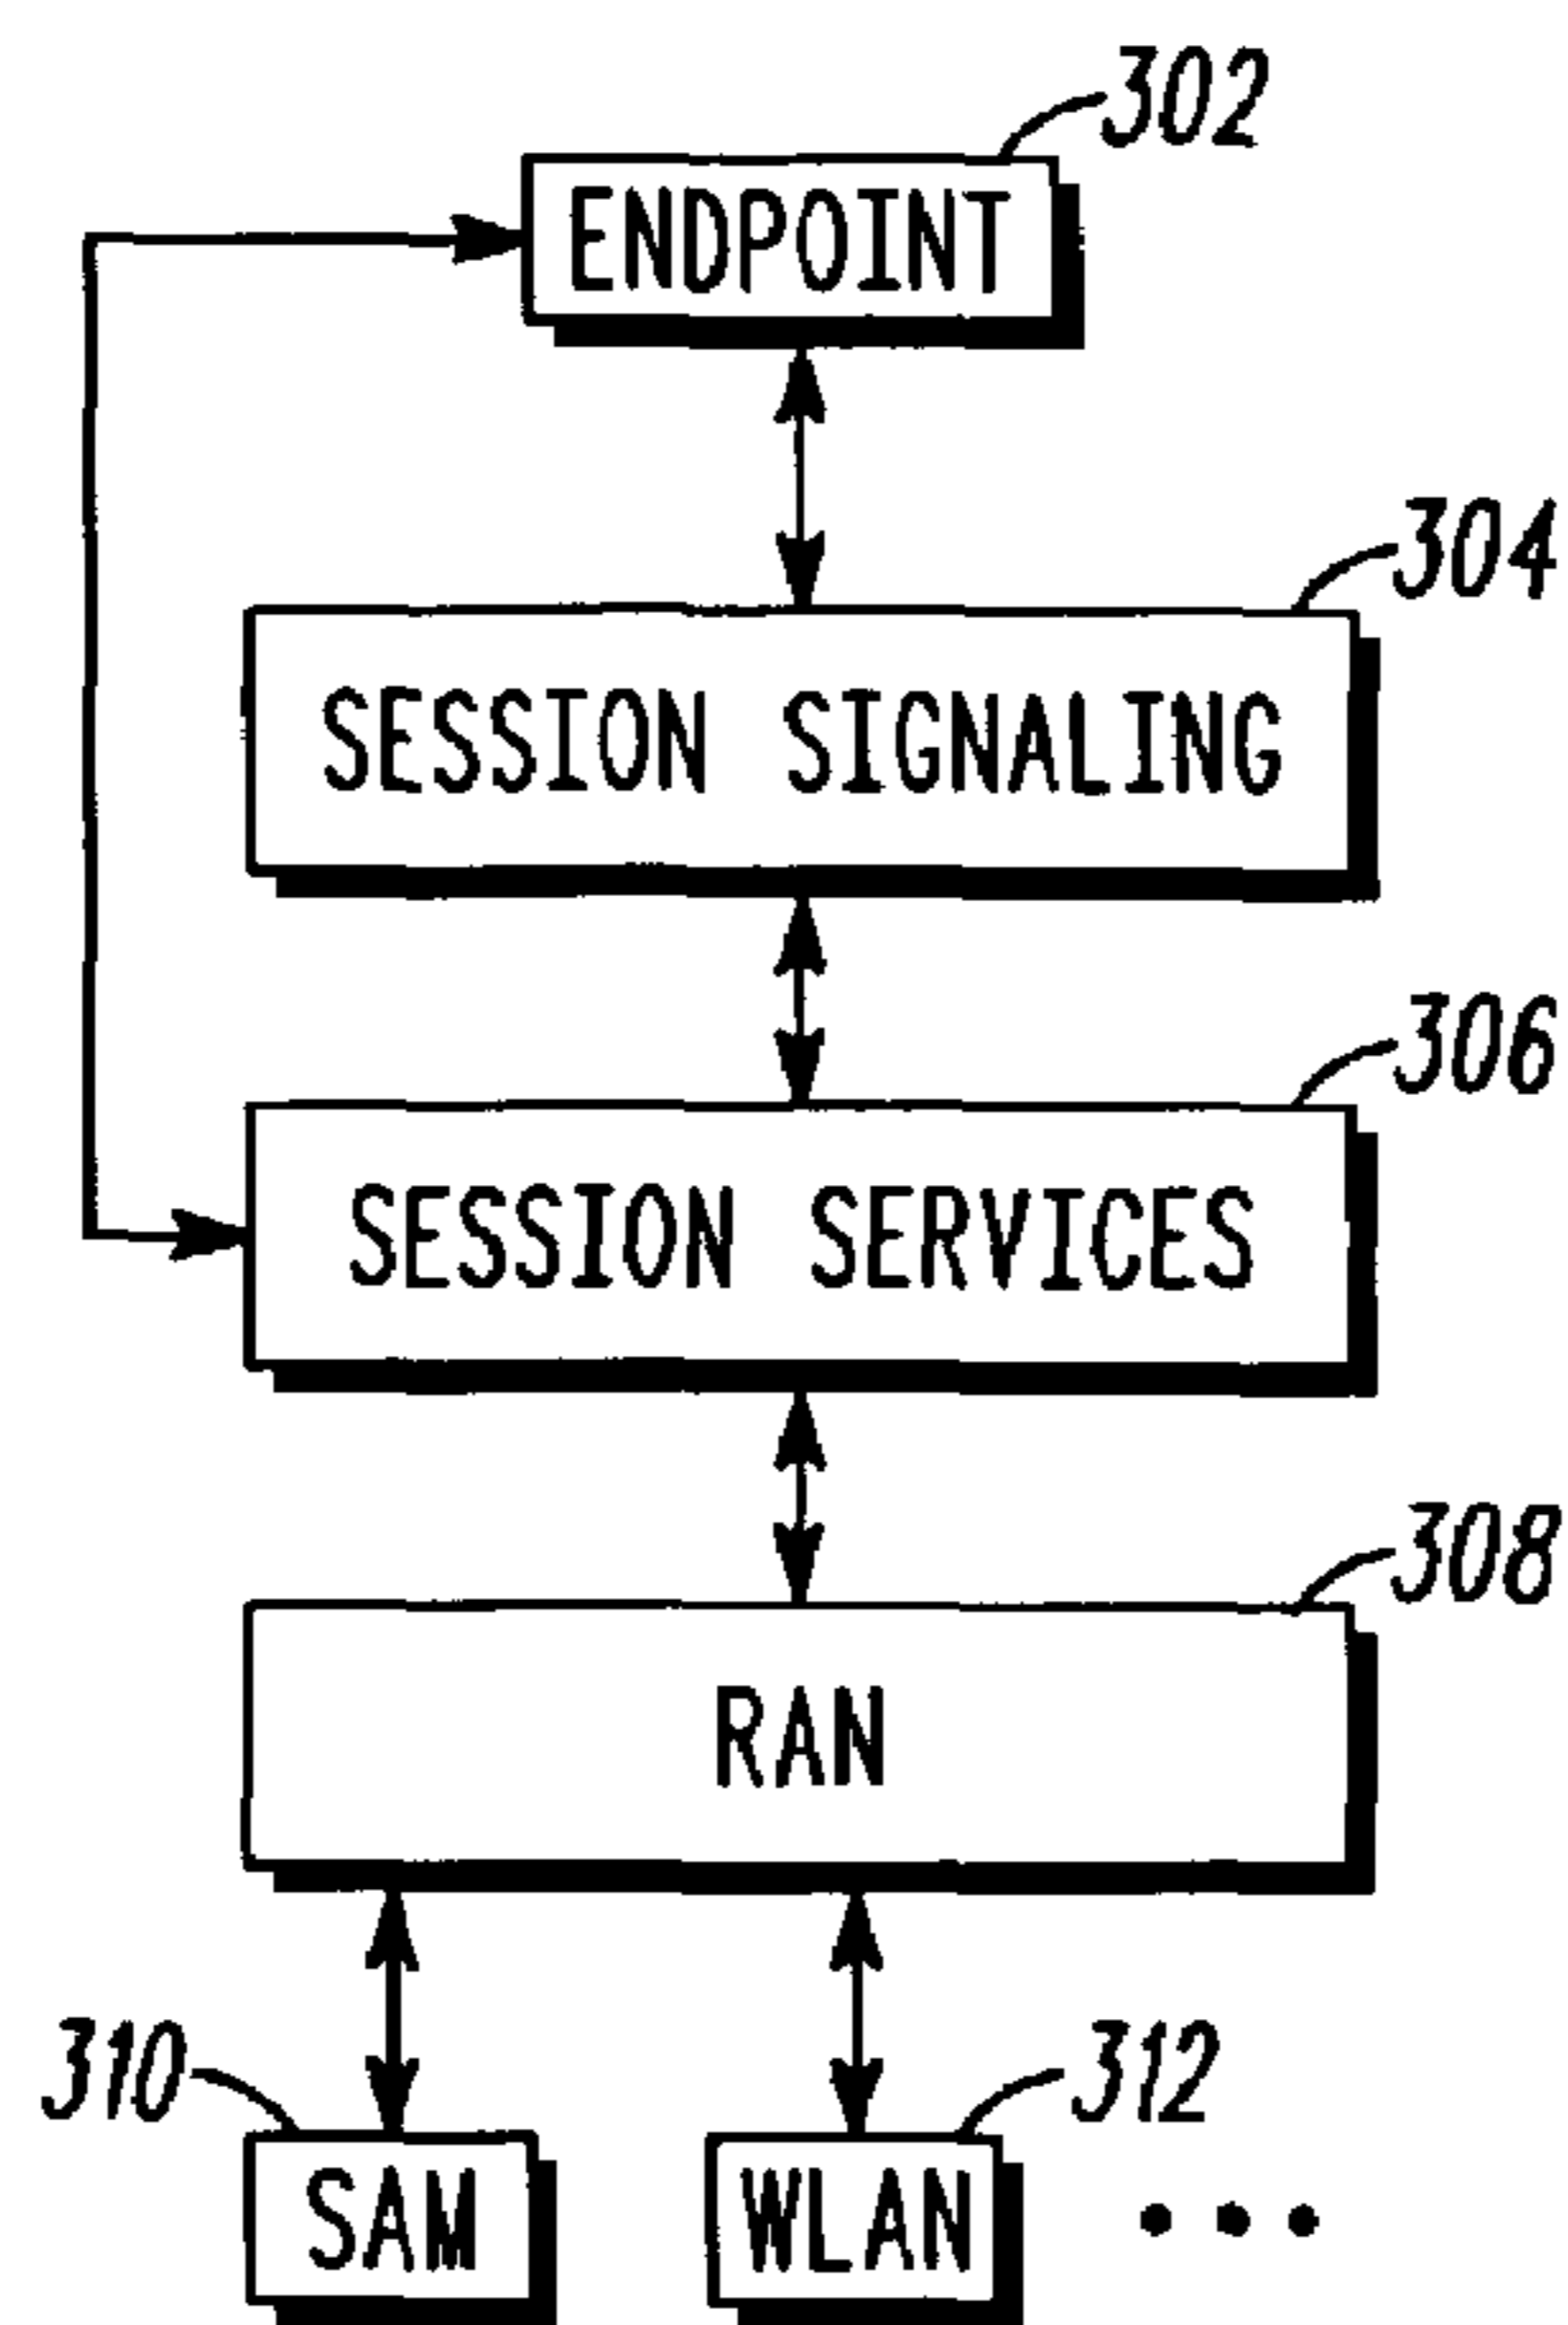 302
ENDPOINT
304
SESSION SIGNALING
306
SESSION SERVICES
308
RAN
310
312
SAM
WLAN